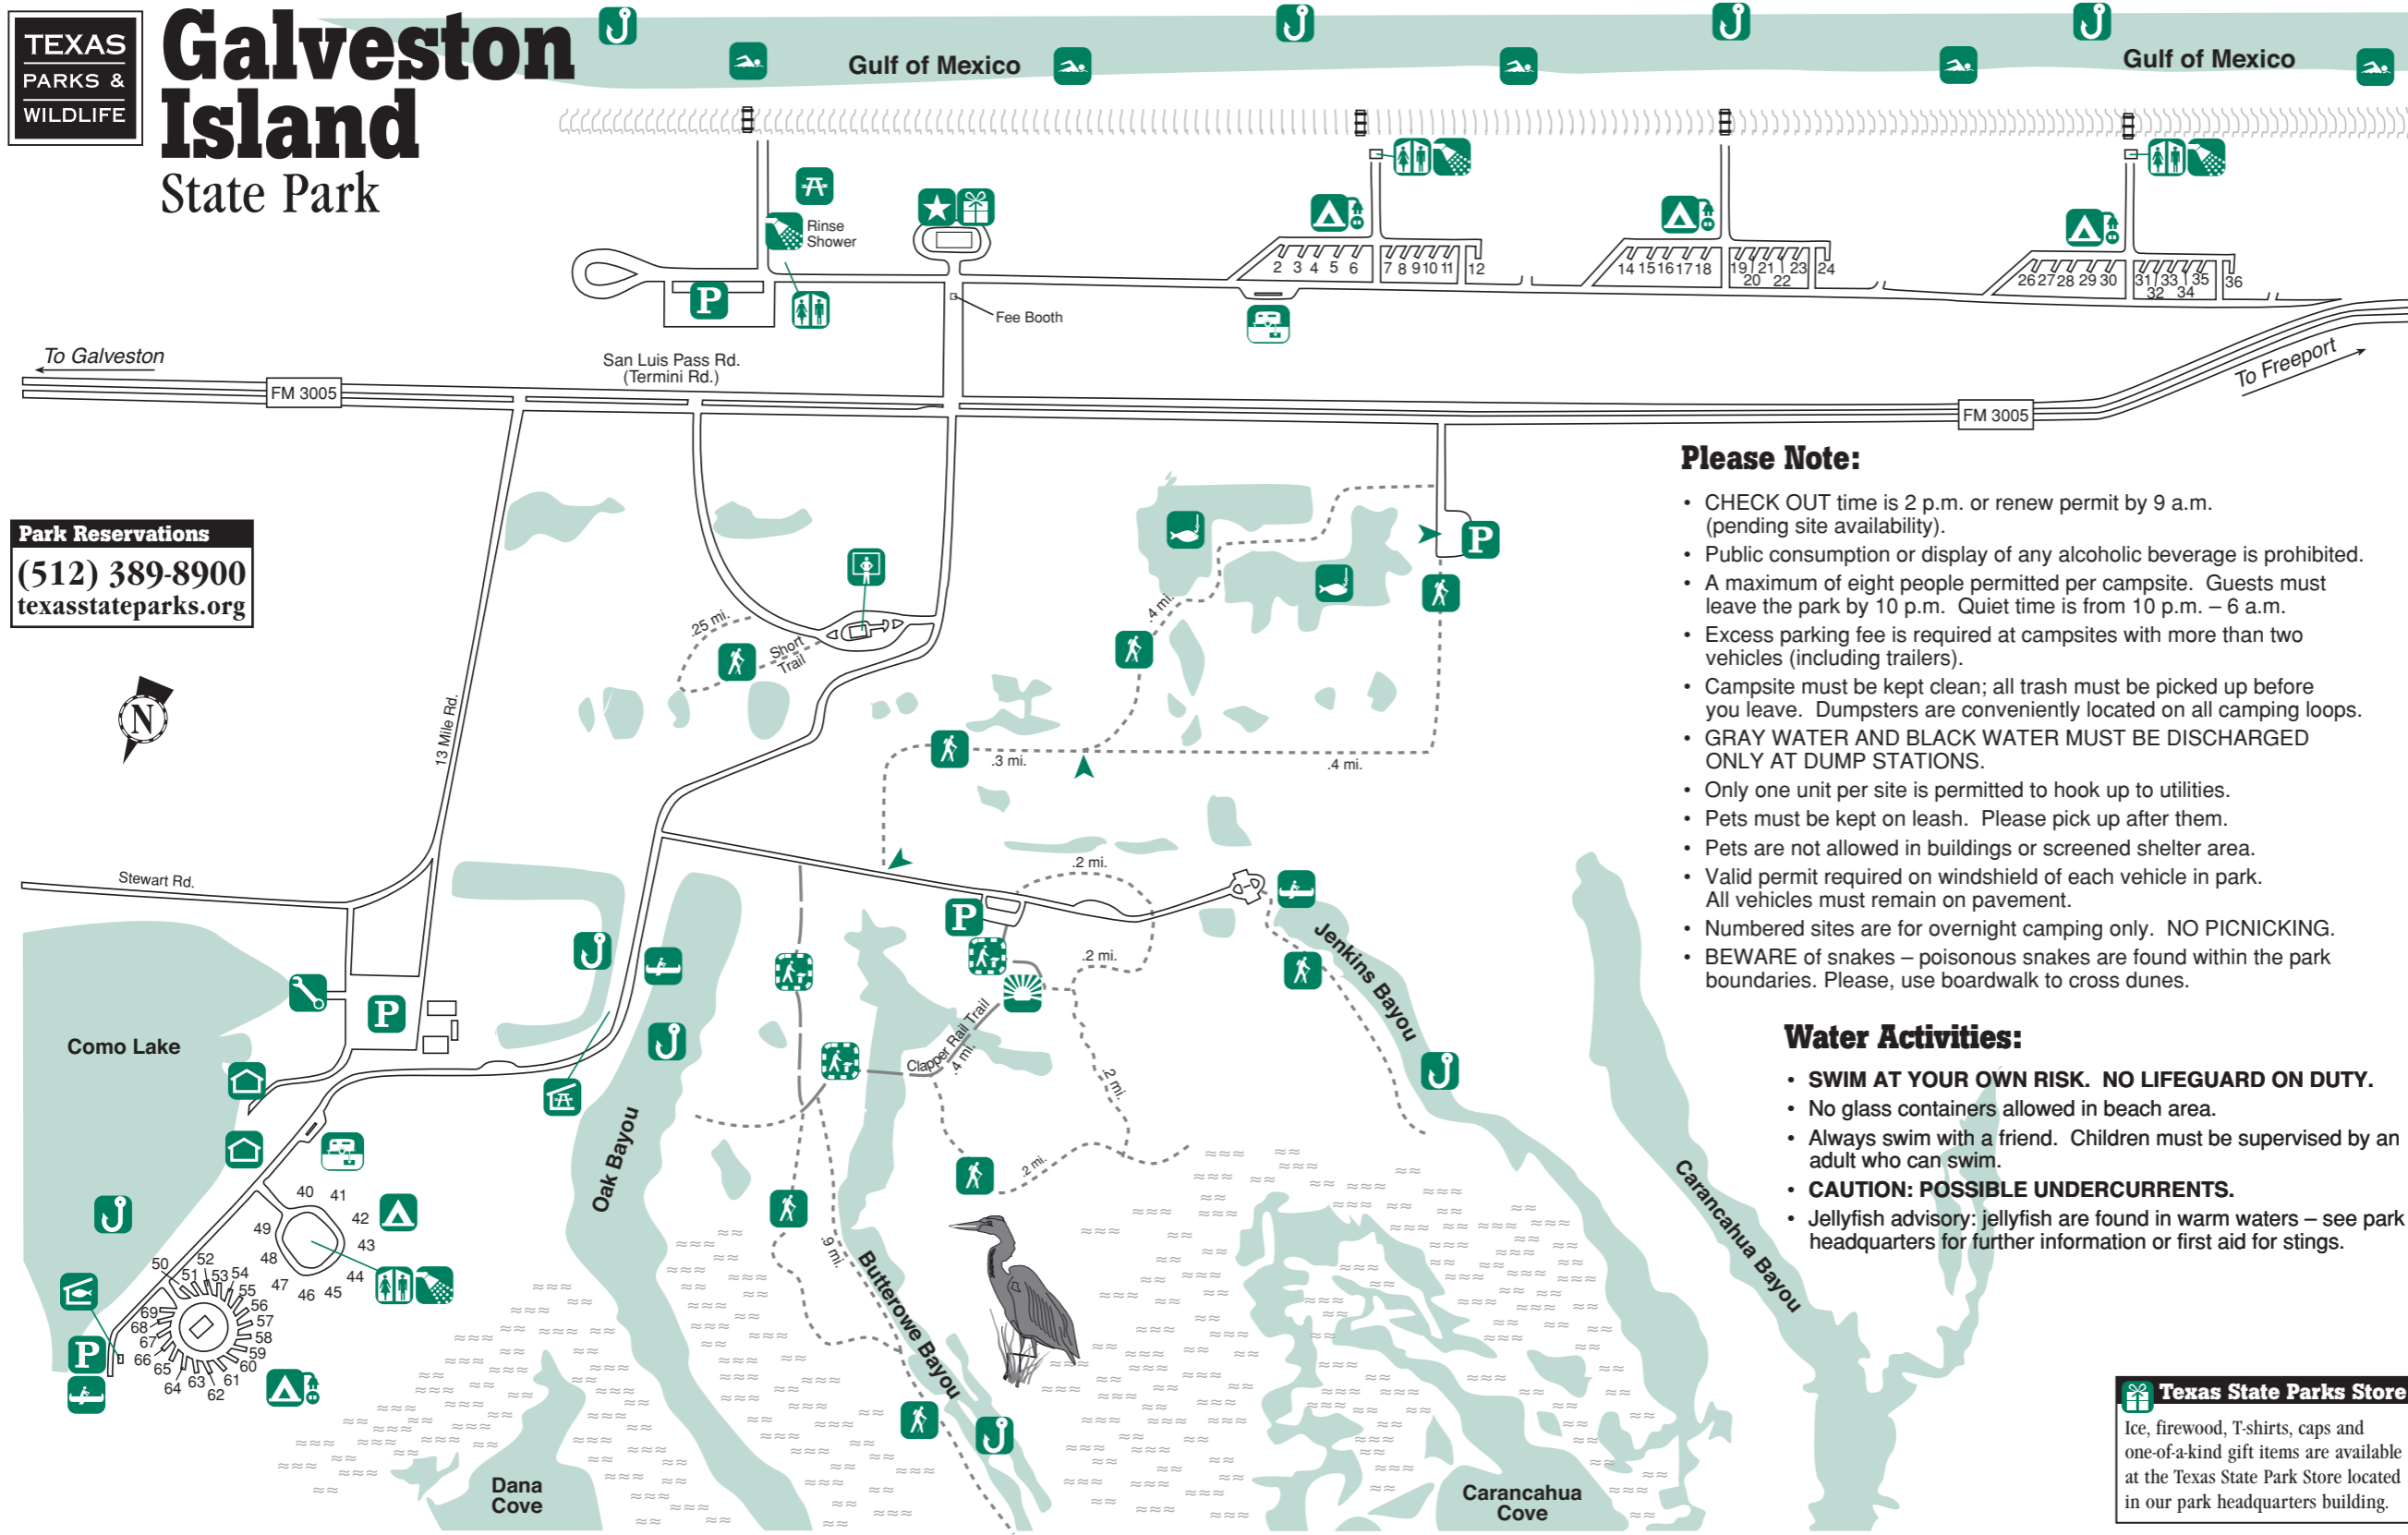 TEXAS
PARKS &
WILDLIFE
Galveston
Island
State Park
Gulf of Mexico
Gulf of Mexico
Rinse
Shower
P
Fee Booth
2 3 4 5 6 7 8 9 10 11 12
14 15 16 17 18 19 20 21 22 23 24
26 27 28 29 30 31 32 33 34 35 36
To Galveston
FM 3005
San Luis Pass Rd.
(Termini Rd.)
FM 3005
To Freeport
Park Reservations
(512) 389-8900
texasstateparks.org
N
13 Mile Rd.
Stewart Rd.
.25 mi.
Short
Trail
.4 mi.
P
.3 mi.
.4 mi.
.2 mi.
P
.2 mi.
Clapper Rail Trail
.4 mi.
.2 mi.
.2 mi.
.9 mi.
Jenkins Bayou
Como Lake
P
Oak Bayou
Butterowe Bayou
Carancahua Bayou
40 41
42
43
44
45
46
47
48
49
50
51
52
53
54
55
56
57
58
59
60
61
62
63
64
65
66
67
68
69
P
Dana
Cove
Carancahua
Cove
Please Note:
• CHECK OUT time is 2 p.m. or renew permit by 9 a.m.
(pending site availability).
• Public consumption or display of any alcoholic beverage is prohibited.
• A maximum of eight people permitted per campsite. Guests must
leave the park by 10 p.m. Quiet time is from 10 p.m. – 6 a.m.
• Excess parking fee is required at campsites with more than two
vehicles (including trailers).
• Campsite must be kept clean; all trash must be picked up before
you leave. Dumpsters are conveniently located on all camping loops.
• GRAY WATER AND BLACK WATER MUST BE DISCHARGED
ONLY AT DUMP STATIONS.
• Only one unit per site is permitted to hook up to utilities.
• Pets must be kept on leash. Please pick up after them.
• Pets are not allowed in buildings or screened shelter area.
• Valid permit required on windshield of each vehicle in park.
All vehicles must remain on pavement.
• Numbered sites are for overnight camping only. NO PICNICKING.
• BEWARE of snakes – poisonous snakes are found within the park
boundaries. Please, use boardwalk to cross dunes.
Water Activities:
• SWIM AT YOUR OWN RISK. NO LIFEGUARD ON DUTY.
• No glass containers allowed in beach area.
• Always swim with a friend. Children must be supervised by an
adult who can swim.
• CAUTION: POSSIBLE UNDERCURRENTS.
• Jellyfish advisory: jellyfish are found in warm waters – see park
headquarters for further information or first aid for stings.
Texas State Parks Store
Ice, firewood, T-shirts, caps and
one-of-a-kind gift items are available
at the Texas State Park Store located
in our park headquarters building.